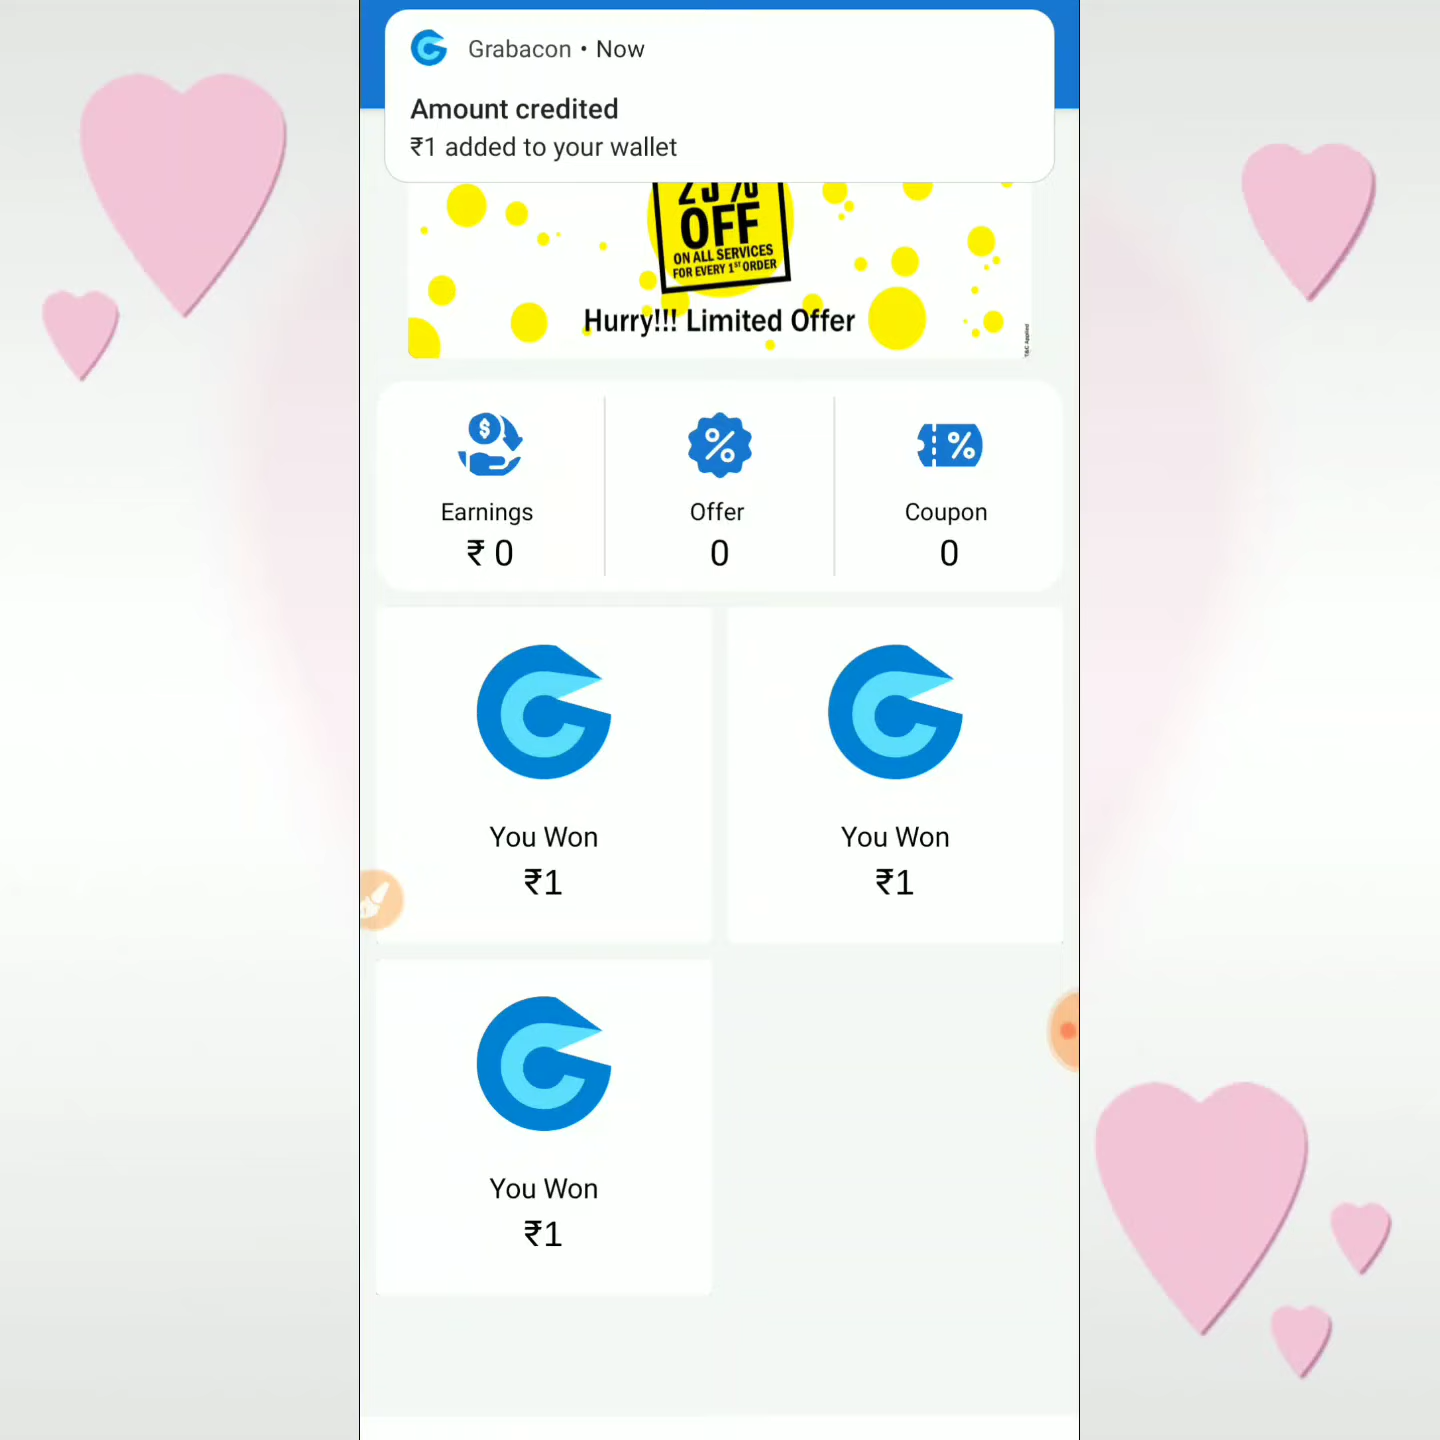 Grabacon • Now
Amount credited
₹1 added to your wallet
OFF
ON ALL SERVICES
FOR EVERY 1ST ORDER
Hurry!!! Limited Offer
T&C Applied
Earnings
₹ 0
Offer
0
Coupon
0
You Won
₹1
You Won
₹1
You Won
₹1